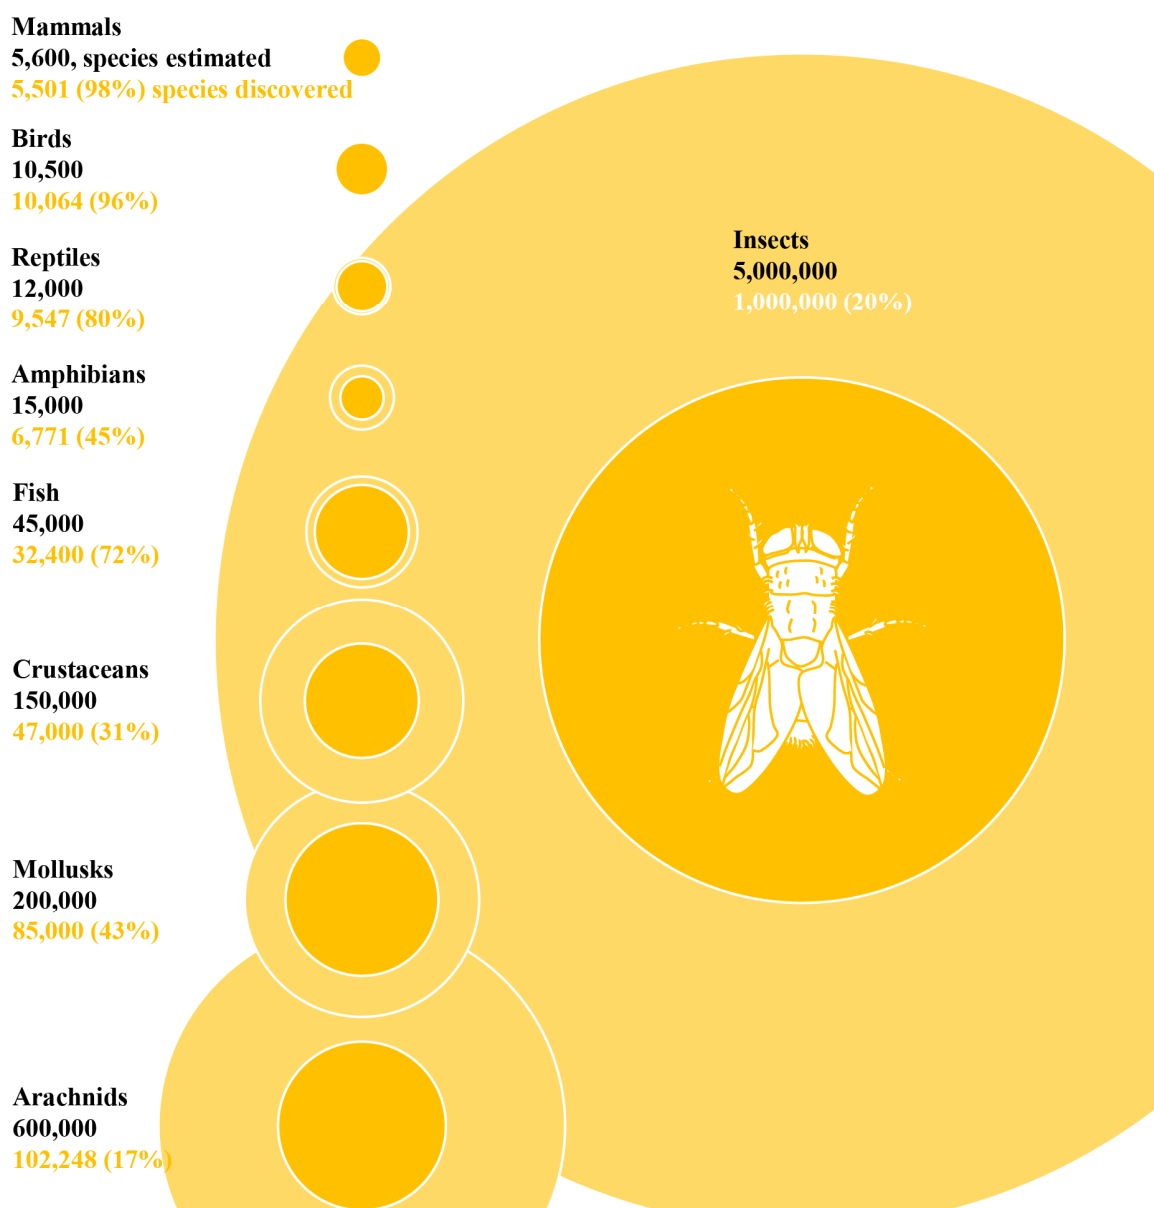 Mammals
5,600, species estimated
5,501 (98%) species discovered
Birds
10,500
10,064 (96%)
Reptiles
12,000
9,547 (80%)
Amphibians
15,000
6,771 (45%)
Fish
45,000
32,400 (72%)
Crustaceans
150,000
47,000 (31%)
Mollusks
200,000
85,000 (43%)
Arachnids
600,000
102,248 (17%)
Insects
5,000,000
1,000,000 (20%)